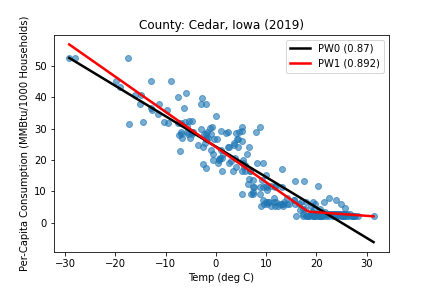 County: Cedar, Iowa (2019)
PW0 (0.87)
PW1 (0.892)
Per-Capita Consumption (MMBtu/1000 Households)
50
40
30
20
10
0
−30 −20 −10 0 10 20 30
Temp (deg C)